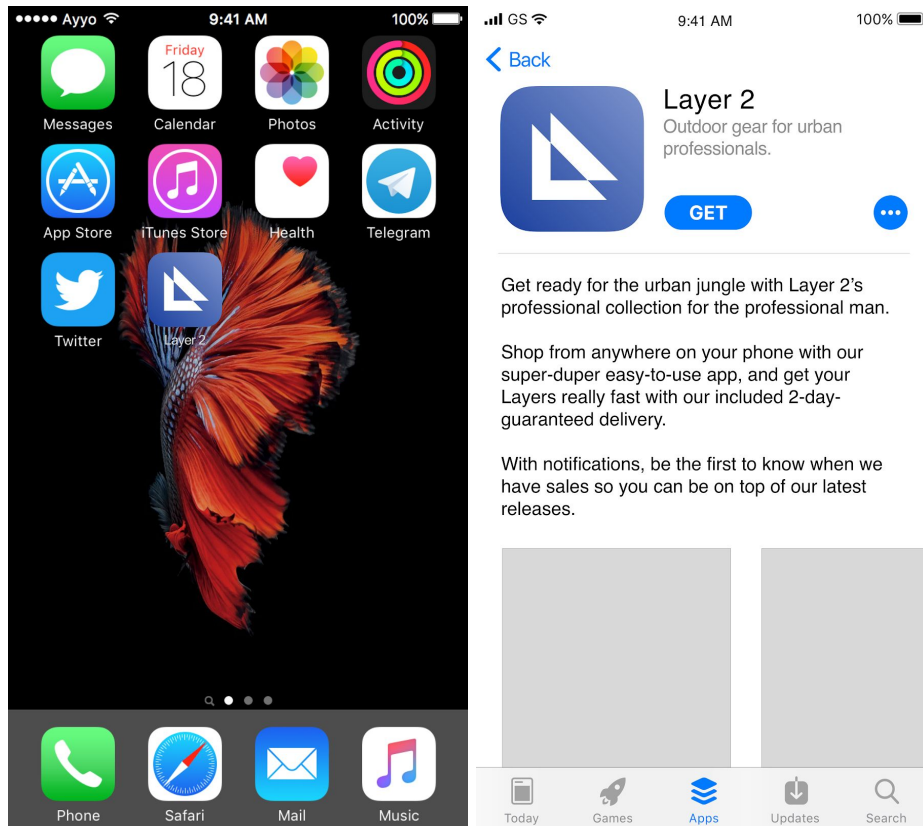 Ayyo 9:41 AM 100%
Friday
18
Messages Calendar Photos Activity
App Store iTunes Store Health Telegram
Twitter Layer 2
Phone Safari Mail Music
GS 9:41 AM 100%
Back
Layer 2
Outdoor gear for urban
professionals.
GET
Get ready for the urban jungle with Layer 2’s
professional collection for the professional man.
Shop from anywhere on your phone with our
super-duper easy-to-use app, and get your
Layers really fast with our included 2-day-
guaranteed delivery.
With notifications, be the first to know when we
have sales so you can be on top of our latest
releases.
Today Games Apps Updates Search